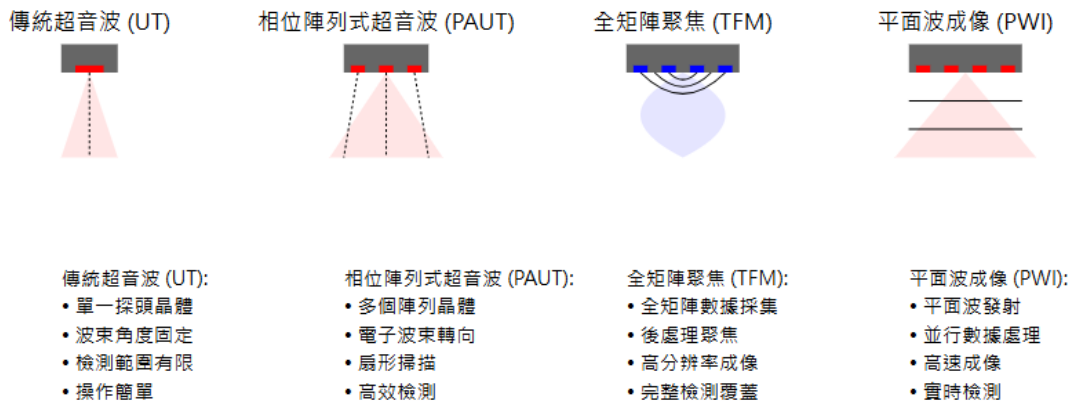 傳統超音波 (UT)
相位陣列式超音波 (PAUT)
全矩陣聚焦 (TFM)
平面波成像 (PWI)
傳統超音波 (UT):
• 單一探頭晶體
• 波束角度固定
• 檢測範圍有限
• 操作簡單
相位陣列式超音波 (PAUT):
• 多個陣列晶體
• 電子波束轉向
• 扇形掃描
• 高效檢測
全矩陣聚焦 (TFM):
• 全矩陣數據採集
• 後處理聚焦
• 高分辨率成像
• 完整檢測覆蓋
平面波成像 (PWI):
• 平面波發射
• 並行數據處理
• 高速成像
• 實時檢測